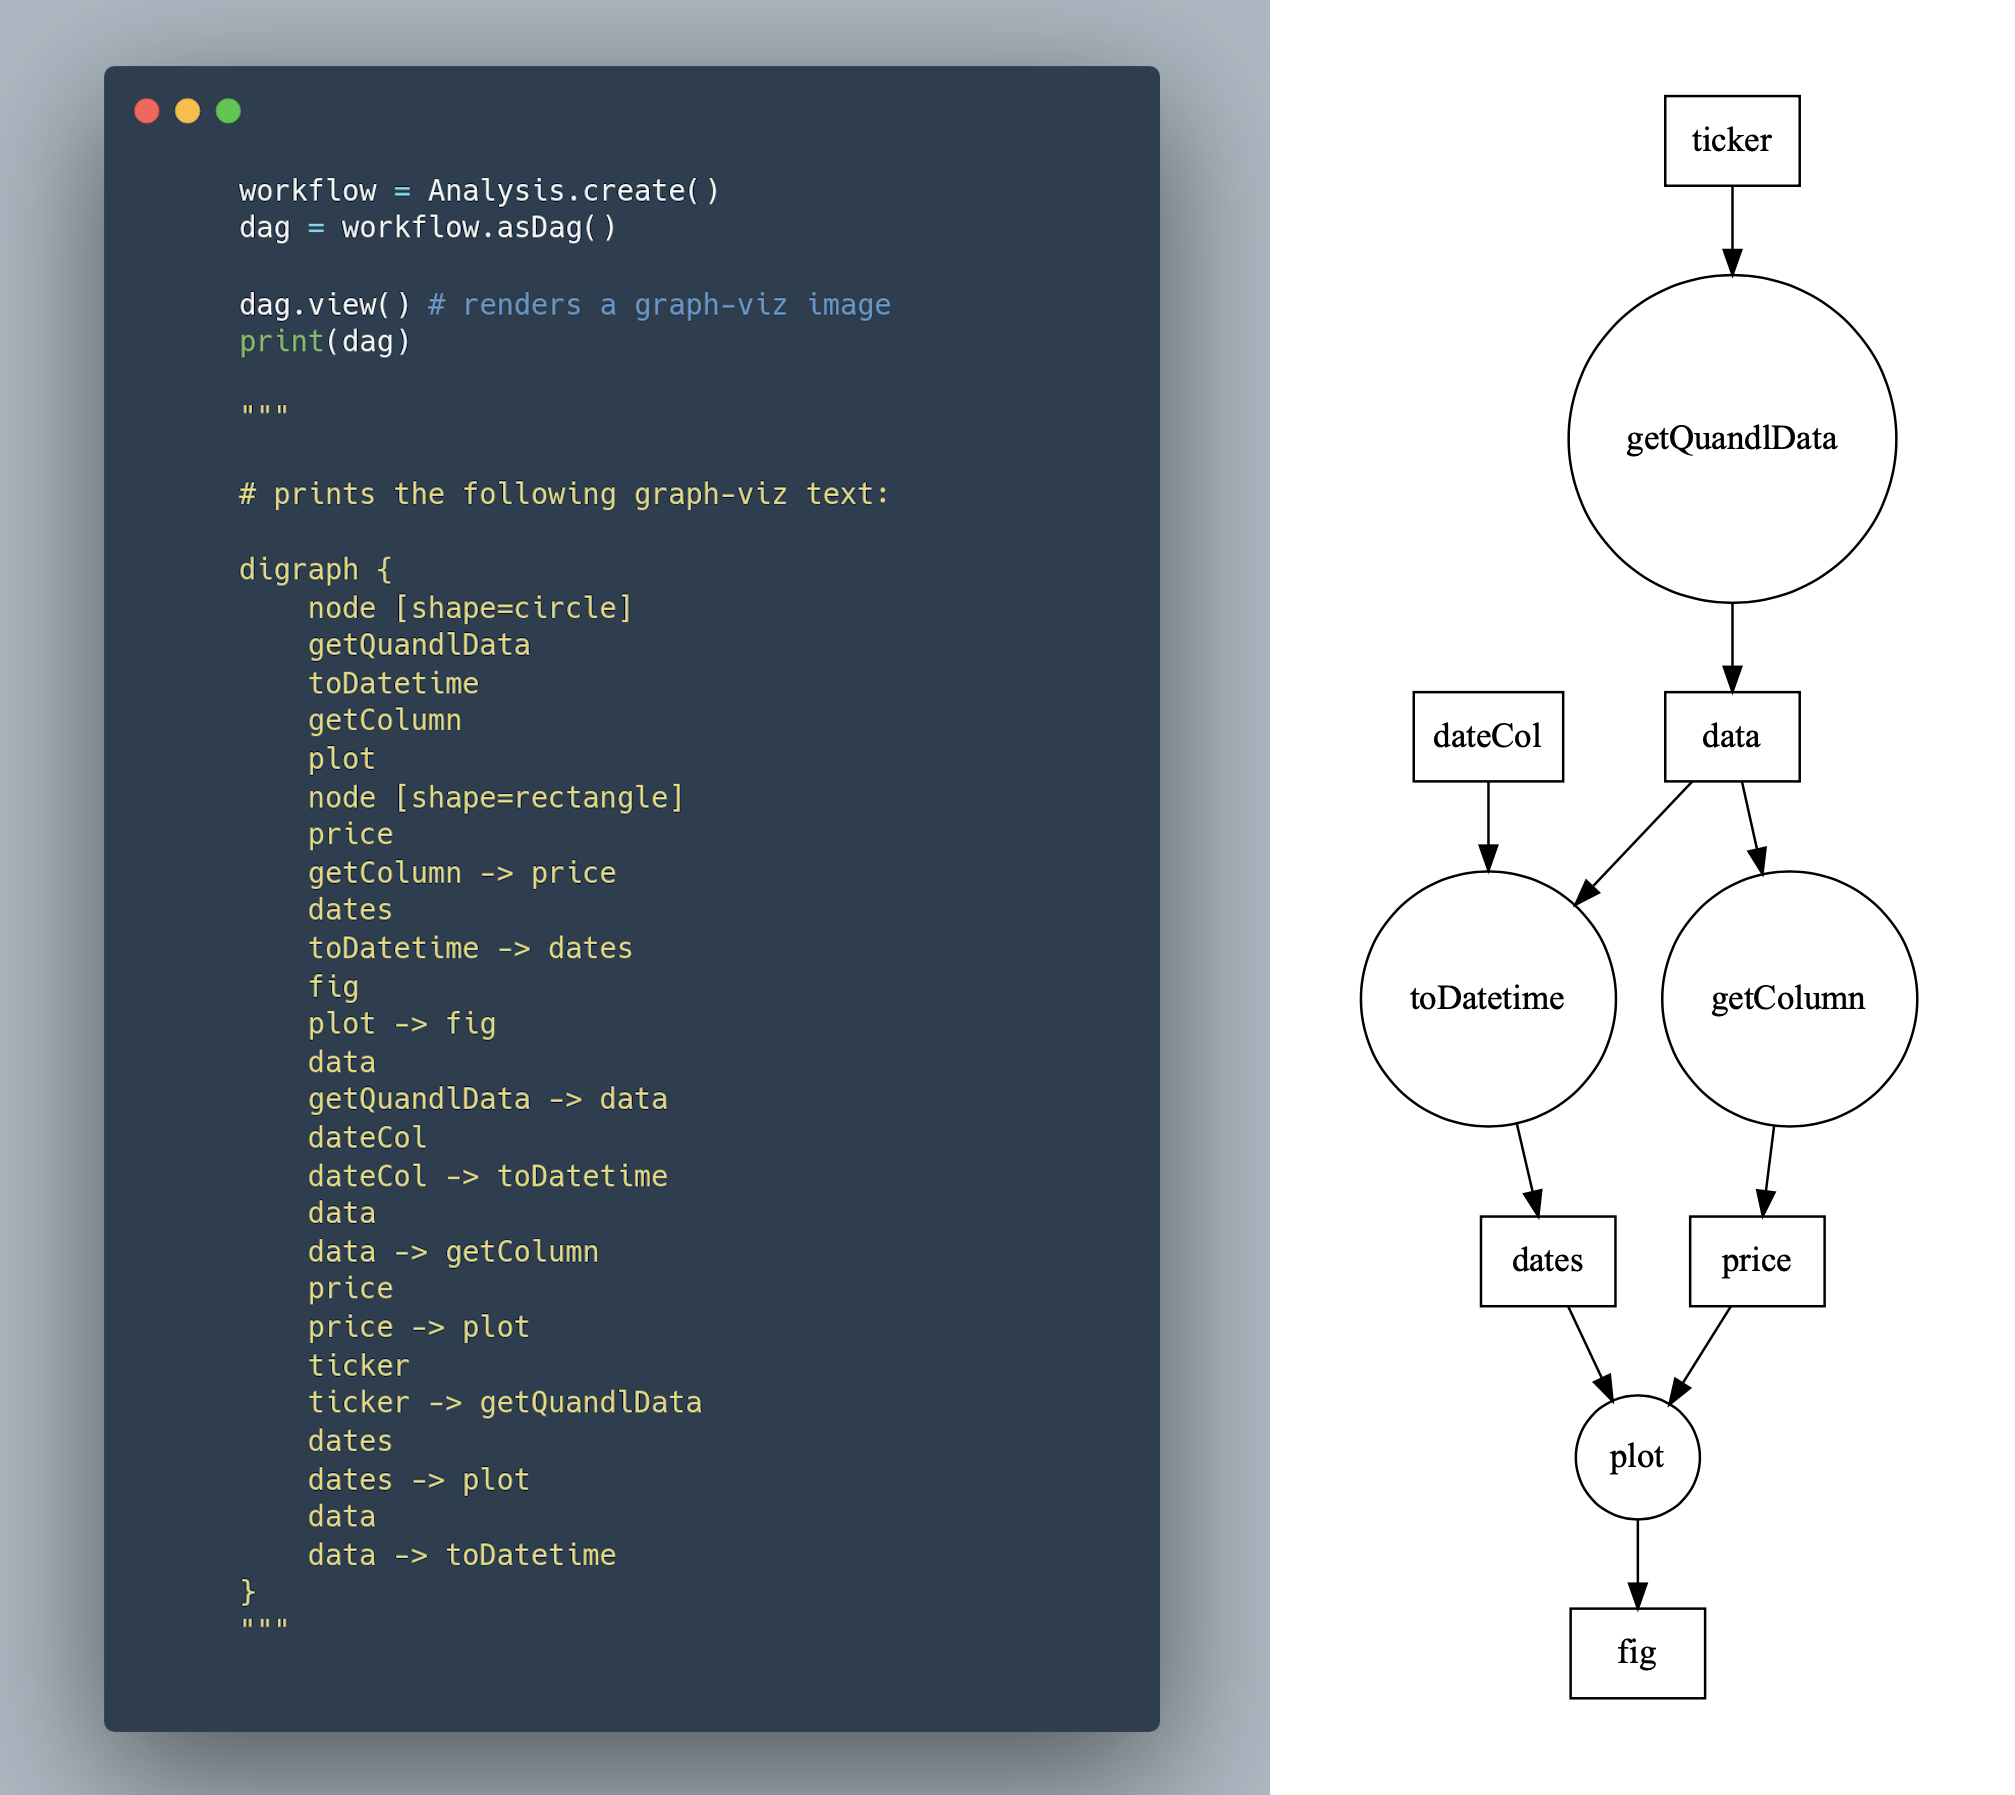 workflow = Analysis.create()
dag = workflow.asDag()
dag.view() # renders a graph-viz image
print(dag)
"""
# prints the following graph-viz text:
digraph {
    node [shape=circle]
    getQuandlData
    toDatetime
    getColumn
    plot
    node [shape=rectangle]
    price
    getColumn -> price
    dates
    toDatetime -> dates
    fig
    plot -> fig
    data
    getQuandlData -> data
    dateCol
    dateCol -> toDatetime
    data
    data -> getColumn
    price
    price -> plot
    ticker
    ticker -> getQuandlData
    dates
    dates -> plot
    data
    data -> toDatetime
}
"""
ticker
getQuandlData
dateCol
data
toDatetime
getColumn
dates
price
plot
fig